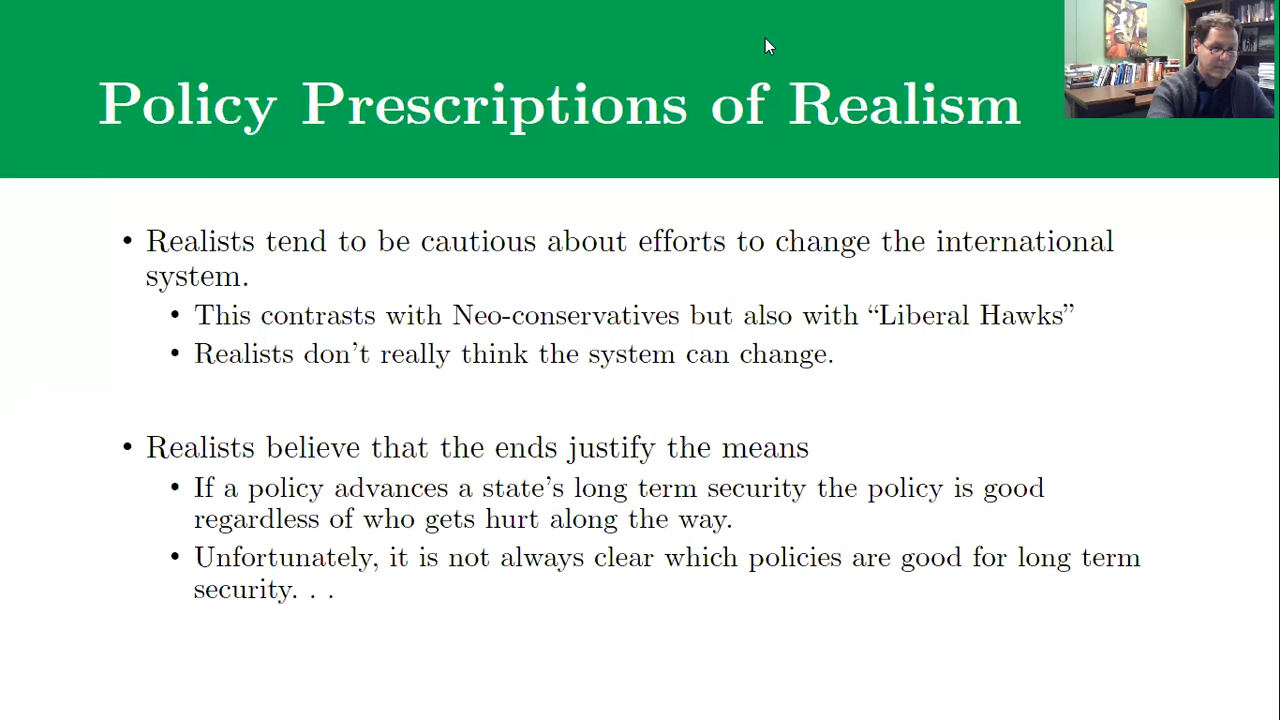 Policy Prescriptions of Realism
• Realists tend to be cautious about efforts to change the international
system.
• This contrasts with Neo-conservatives but also with “Liberal Hawks”
• Realists don’t really think the system can change.
• Realists believe that the ends justify the means
• If a policy advances a state’s long term security the policy is good
regardless of who gets hurt along the way.
• Unfortunately, it is not always clear which policies are good for long term
security. . .